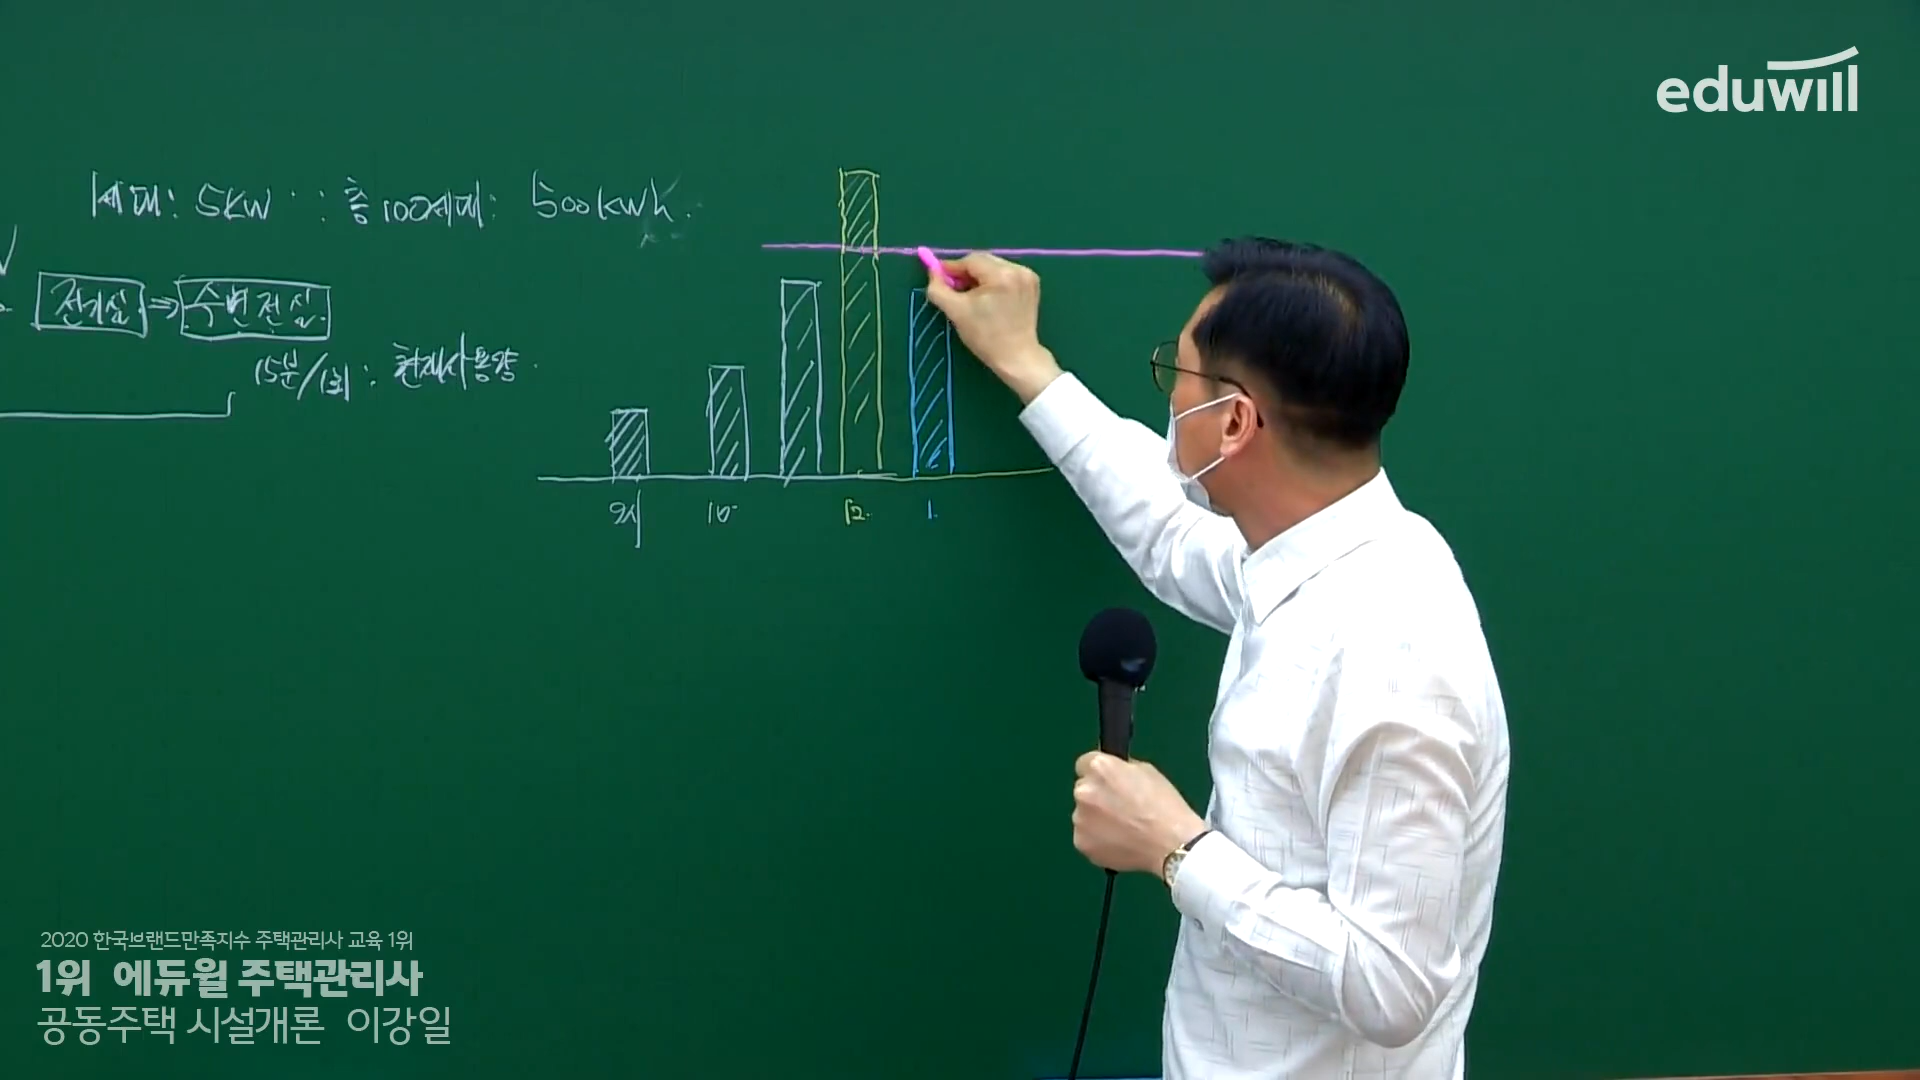 eduwill
세대: 5KW ∴ 총 100세대: 500KWh.
전기실 ⇒ 수변전실.
15분/1회: 현재사용량.
9시 10 12. 1.
2020 한국브랜드만족지수 주택관리사 교육 1위
1위 에듀윌 주택관리사
공동주택 시설개론 이강일